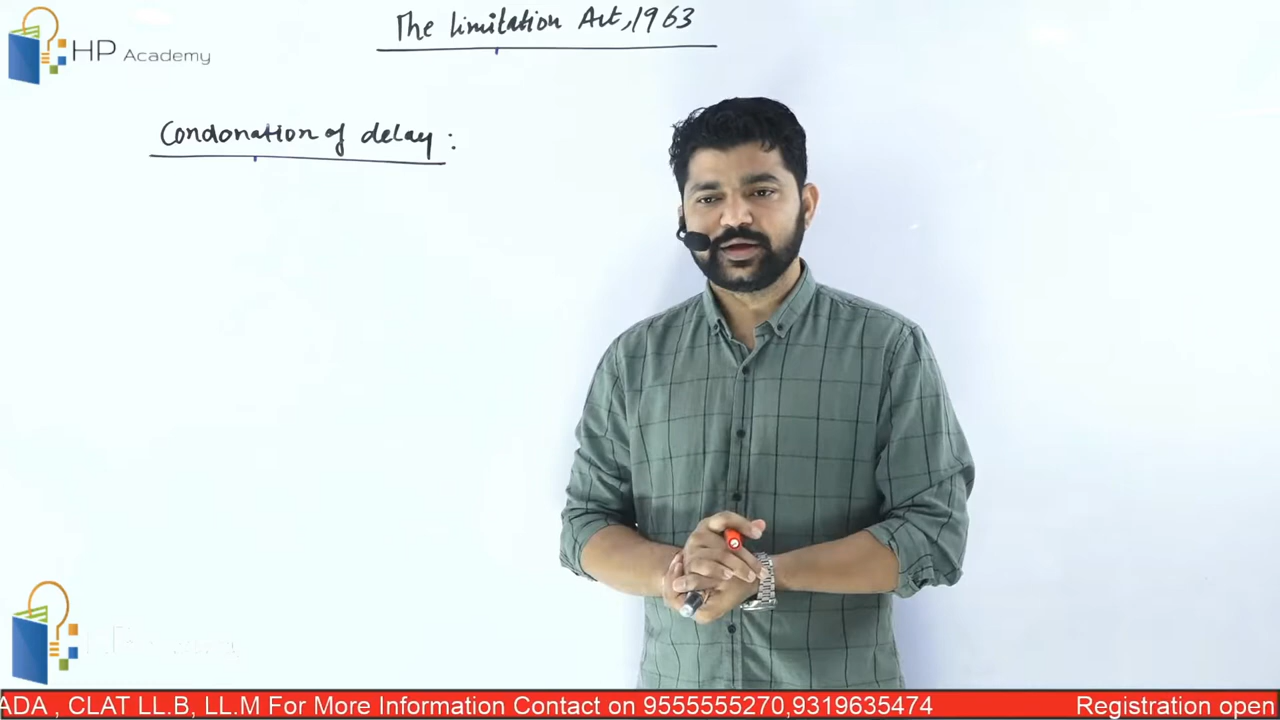 The Limitation Act, 1963
HP Academy
Condonation of delay:
ADA , CLAT LL.B, LL.M For More Information Contact on 9555555270,9319635474 Registration open